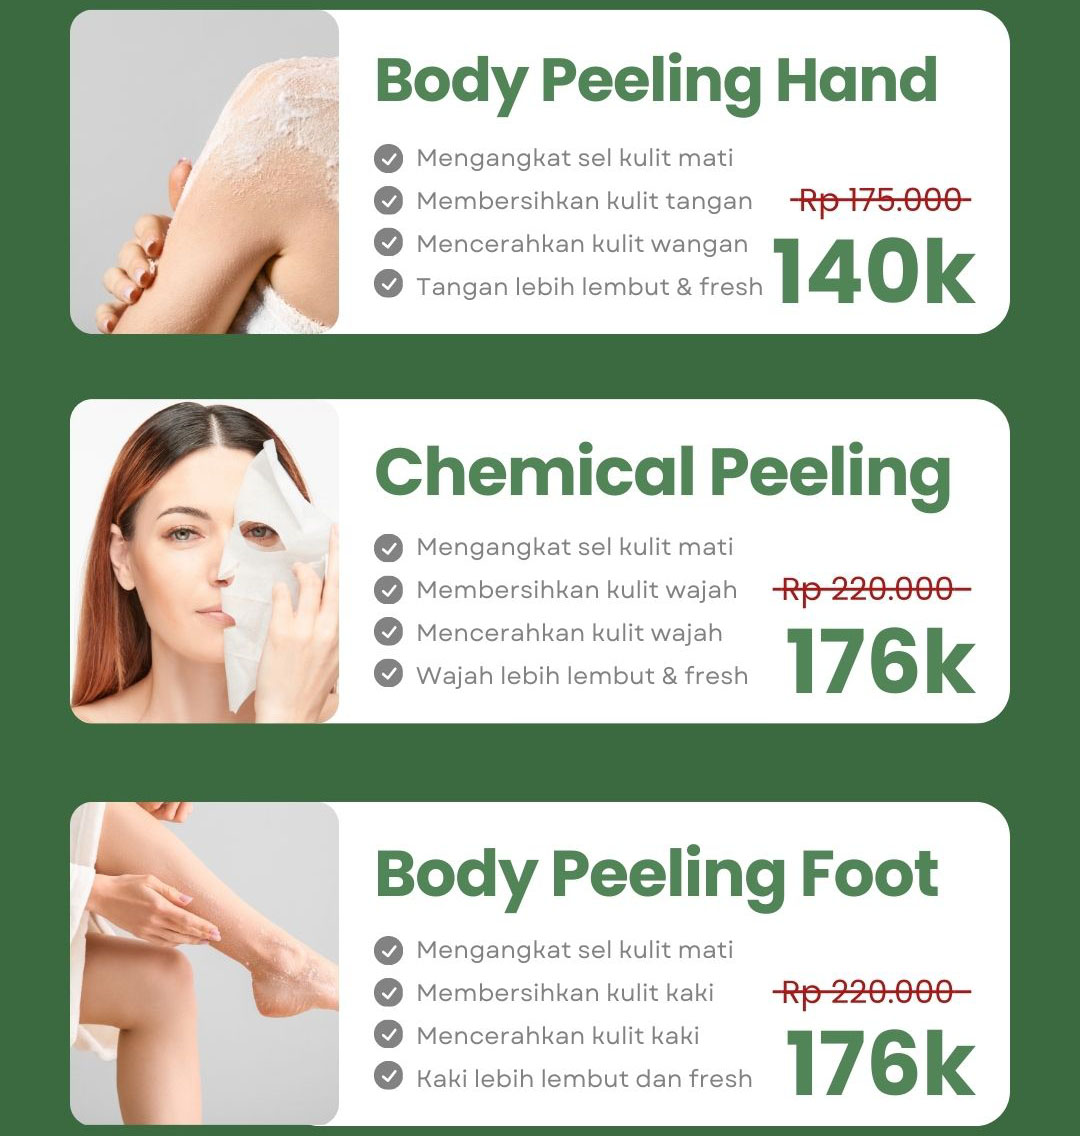 Body Peeling Hand
Mengangkat sel kulit mati
Membersihkan kulit tangan
Mencerahkan kulit wangan
Tangan lebih lembut & fresh
Rp 175.000
140k
Chemical Peeling
Mengangkat sel kulit mati
Membersihkan kulit wajah
Mencerahkan kulit wajah
Wajah lebih lembut & fresh
Rp 220.000
176k
Body Peeling Foot
Mengangkat sel kulit mati
Membersihkan kulit kaki
Mencerahkan kulit kaki
Kaki lebih lembut dan fresh
Rp 220.000
176k